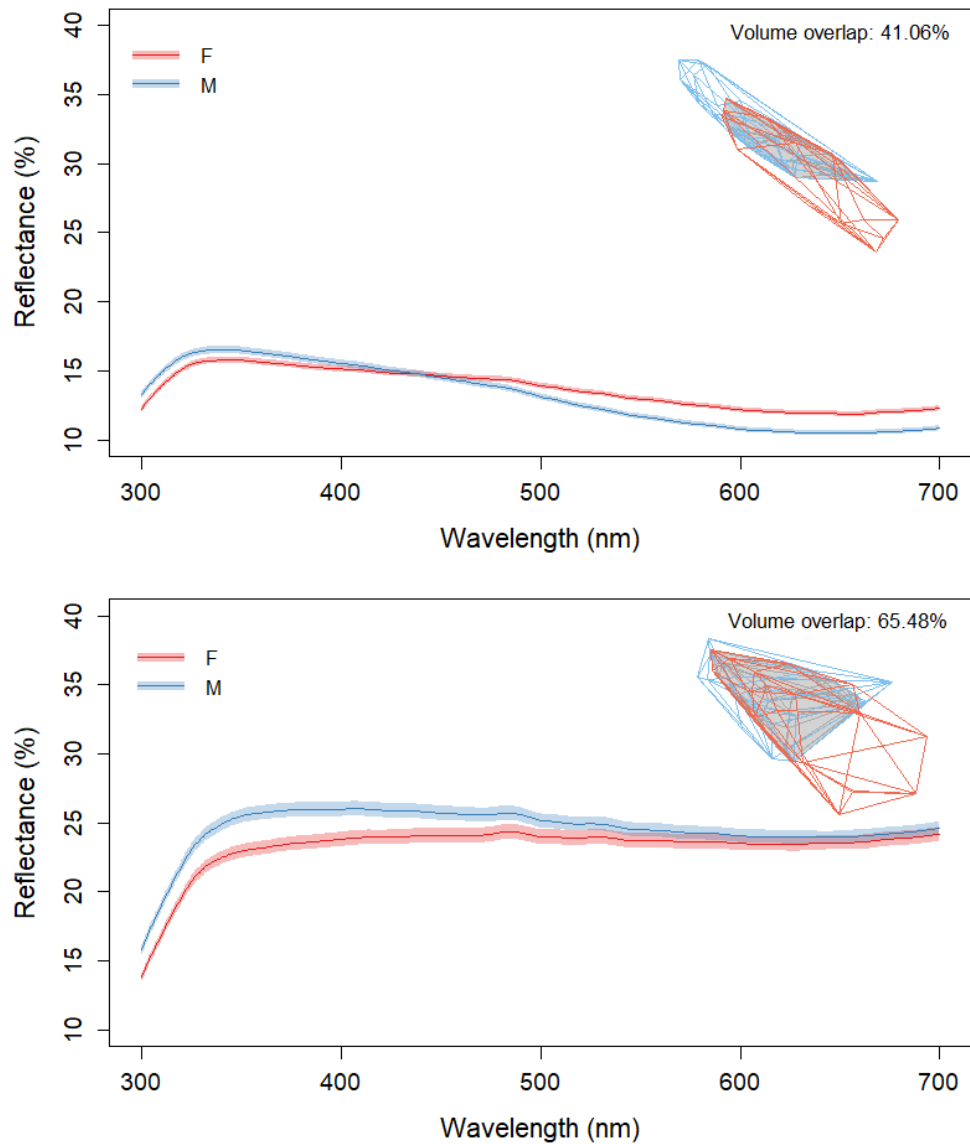 Volume overlap: 41.06%
F
M
Reflectance (%)
40
35
30
25
20
15
10
300 400 500 600 700
Wavelength (nm)
Volume overlap: 65.48%
F
M
Reflectance (%)
40
35
30
25
20
15
10
300 400 500 600 700
Wavelength (nm)